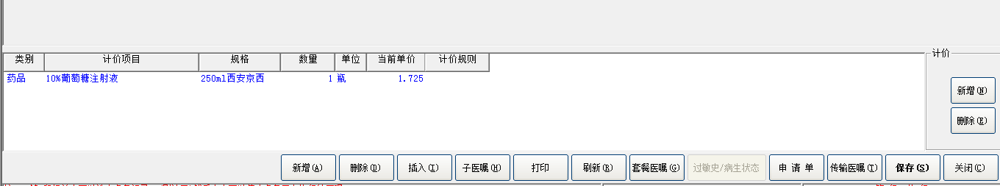 类别 计价项目 规格 数量 单位 当前单价 计价规则
药品 10%葡萄糖注射液 250ml西安京西 1 瓶 1.725
计价
新增(N)
删除(E)
新增(A) 删除(D) 插入(I) 子医嘱(H) 打印 刷新(R) 套餐医嘱(G) 过敏史/病生状态 申 请 单 传输医嘱(T) 保存(S) 关闭(C)